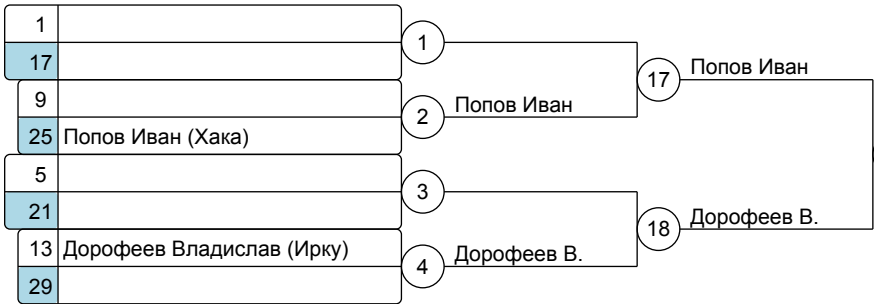 1
17
1
9
25 Попов Иван (Хака)
2
Попов Иван
17
Попов Иван
5
21
3
13 Дорофеев Владислав (Ирку)
29
4
Дорофеев В.
18
Дорофеев В.